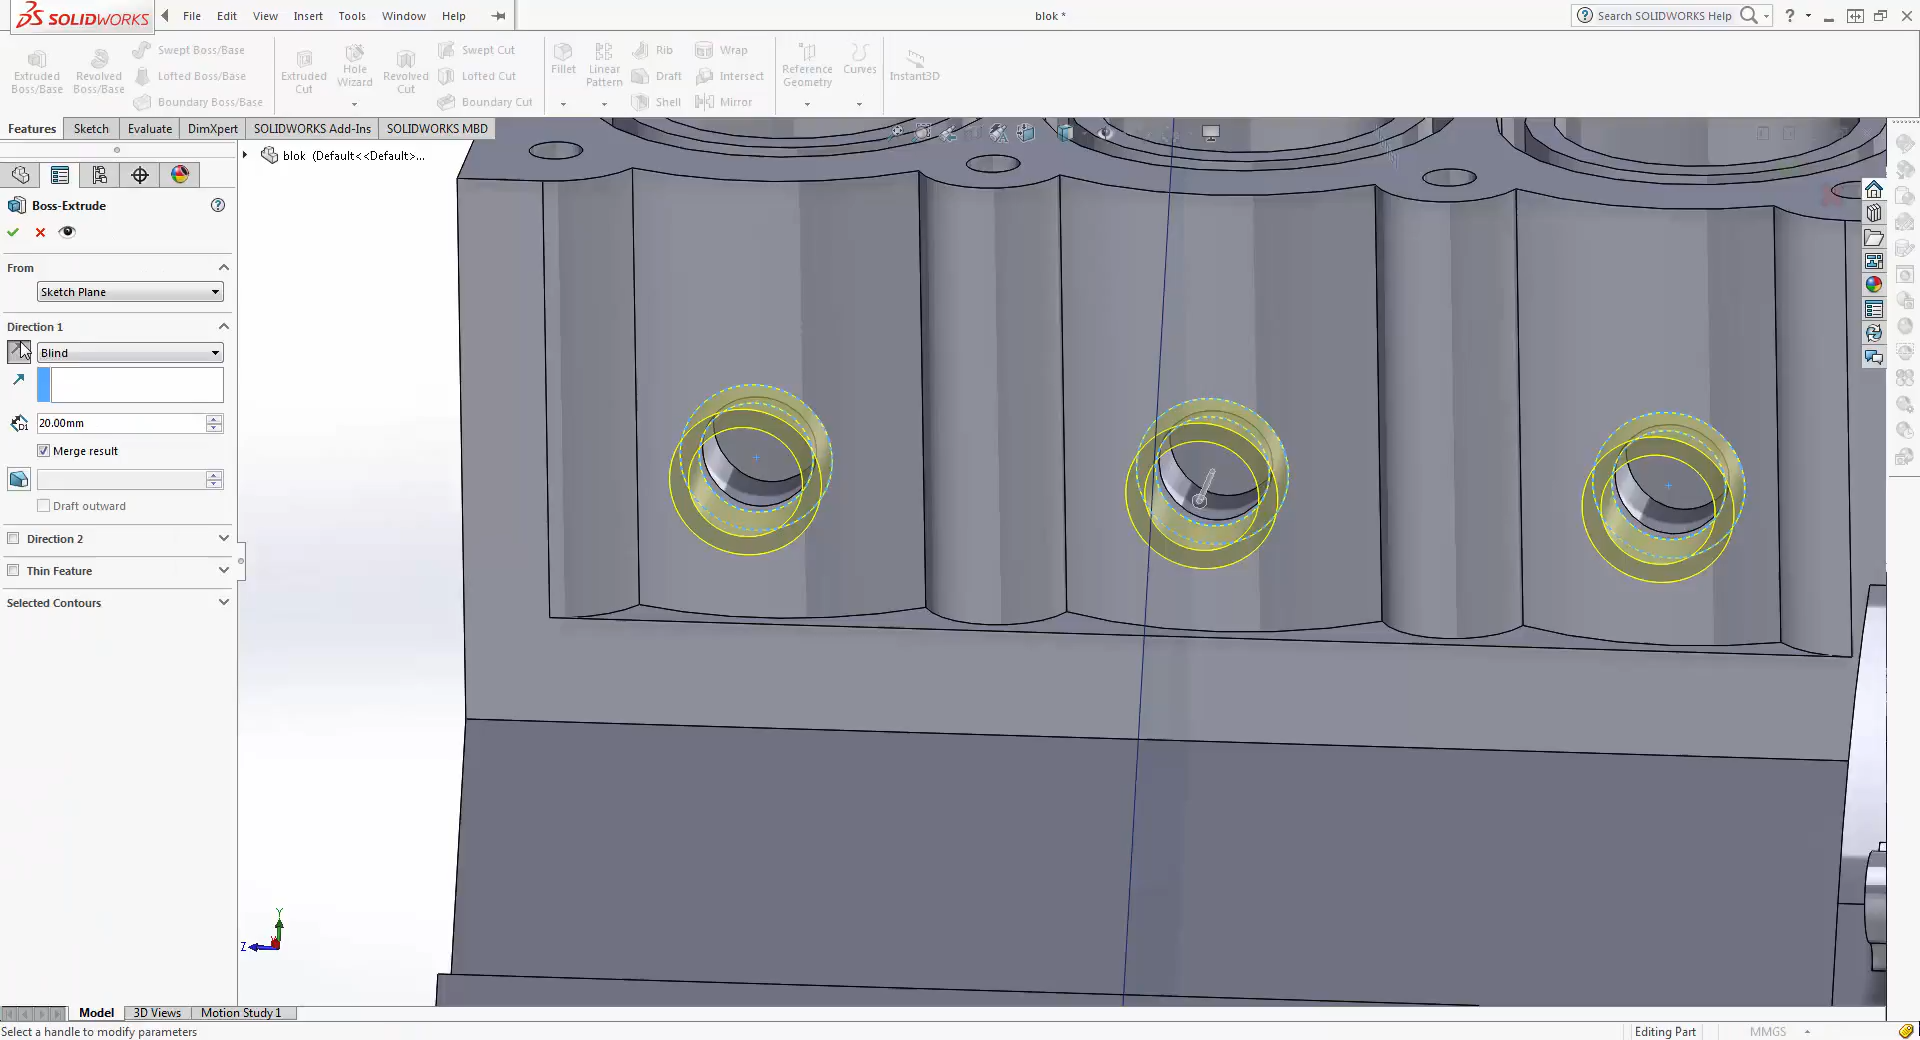 SOLIDWORKS
File Edit View Insert Tools Window Help
blok *
Search SOLIDWORKS Help
?
Extruded Boss/Base
Revolved Boss/Base
Swept Boss/Base
Lofted Boss/Base
Boundary Boss/Base
Extruded Cut
Hole Wizard
Revolved Cut
Swept Cut
Lofted Cut
Boundary Cut
Fillet
Linear Pattern
Rib
Draft
Shell
Wrap
Intersect
Mirror
Reference Geometry
Curves
Instant3D
Features Sketch Evaluate DimXpert SOLIDWORKS Add-Ins SOLIDWORKS MBD
blok (Default<<Default>...
Boss-Extrude
?
From
Sketch Plane
Direction 1
Blind
D1
20.00mm
Merge result
Draft outward
Direction 2
Thin Feature
Selected Contours
Y
Z
Model 3D Views Motion Study 1
Select a handle to modify parameters
Editing Part
MMGS